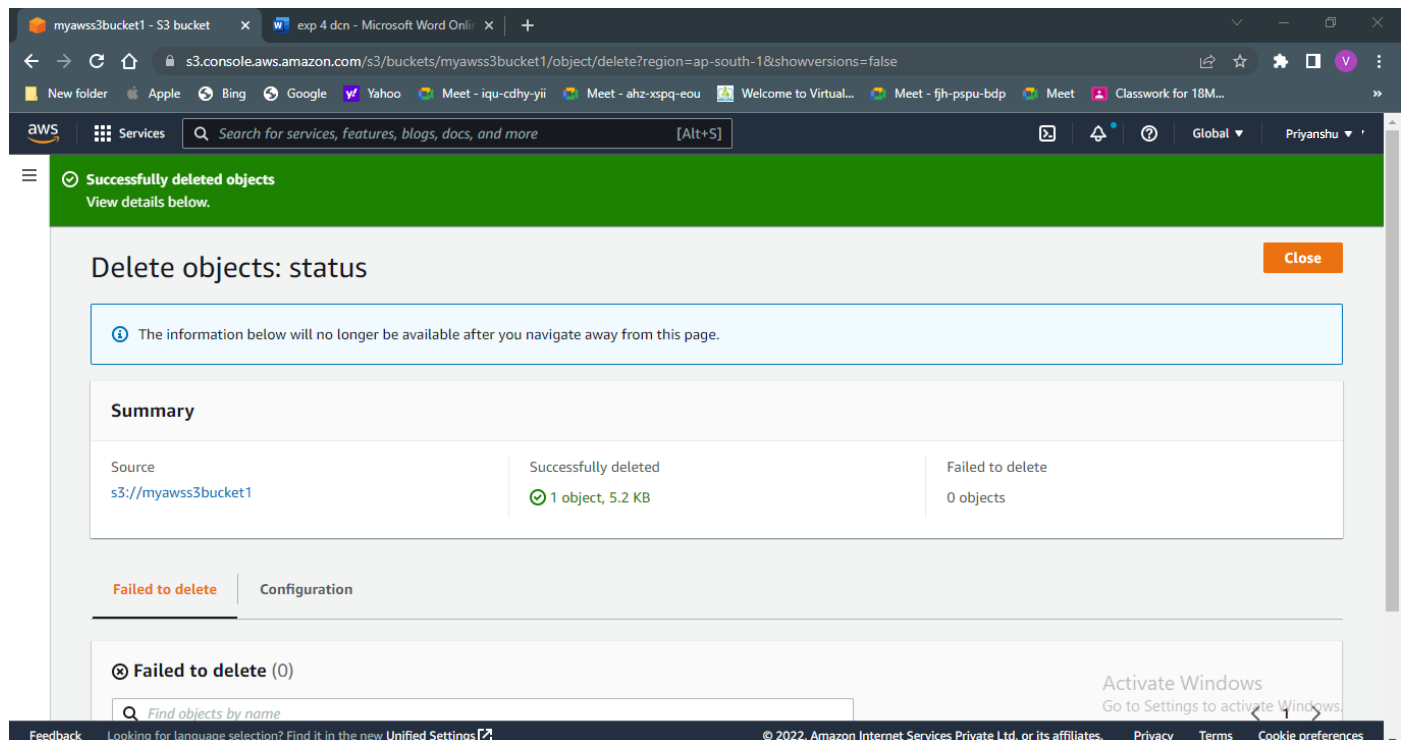 myawss3bucket1 - S3 bucket
exp 4 dcn - Microsoft Word Onlin
s3.console.aws.amazon.com/s3/buckets/myawss3bucket1/object/delete?region=ap-south-1&showversions=false
V
New folder Apple Bing Google Yahoo Meet - iqu-cdhy-yii Meet - ahz-xspq-eou Welcome to Virtual... Meet - fjh-pspu-bdp Meet Classwork for 18M... »
aws Services Search for services, features, blogs, docs, and more [Alt+S] Global ▼ Priyanshu ▼
Successfully deleted objects
View details below.
Delete objects: status
Close
The information below will no longer be available after you navigate away from this page.
Summary
Source
s3://myawss3bucket1
Successfully deleted
1 object, 5.2 KB
Failed to delete
0 objects
Failed to delete
Configuration
Failed to delete (0)
Find objects by name
1
Activate Windows
Go to Settings to activate Windows.
Feedback Looking for language selection? Find it in the new Unified Settings © 2022, Amazon Internet Services Private Ltd. or its affiliates. Privacy Terms Cookie preferences